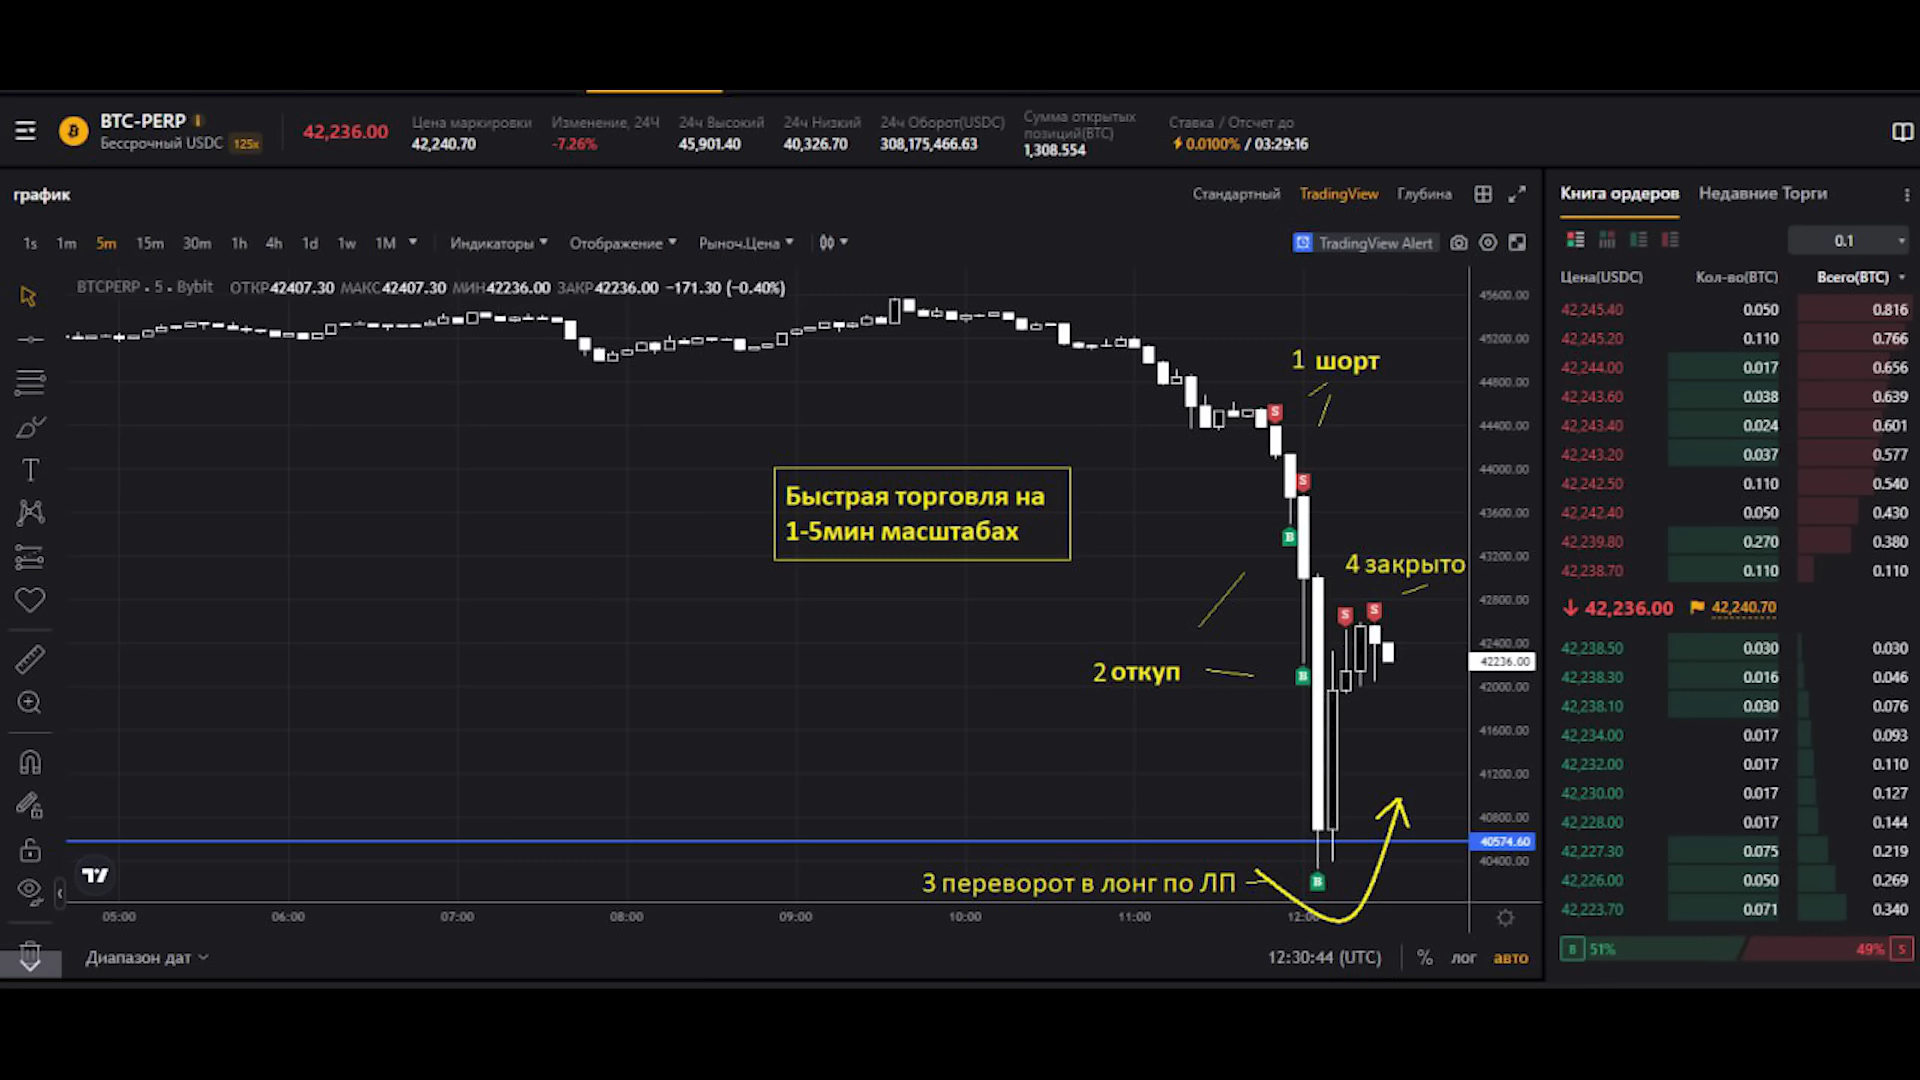 BTC-PERP
Бессрочный USDC 125x
42,236.00
Цена маркировки
42,240.70
Изменение, 24Ч
-7.26%
24ч Высокий
45,901.40
24ч Низкий
40,326.70
24ч Оборот(USDC)
308,175,466.63
Сумма открытых
позиций(BTC)
1,308.554
Ставка / Отсчет до
0.0100% / 03:29:16
график
Стандартный TradingView Глубина
1s 1m 5m 15m 30m 1h 4h 1d 1w 1M Индикаторы Отображение Рыноч.Цена
TradingView Alert
BTCPERP • 5 • Bybit ОТКР42407.30 МАКС42407.30 МИН42236.00 ЗАКР42236.00 −171.30 (−0.40%)
1 шорт
Быстрая торговля на
1-5мин масштабах
4 закрыто
2 откуп
3 переворот в лонг по ЛП
S
S
B
S
S
B
B
45600.00
45200.00
44800.00
44400.00
44000.00
43600.00
43200.00
42800.00
42400.00
42236.00
42000.00
41600.00
41200.00
40800.00
40574.60
40400.00
05:00 06:00 07:00 08:00 09:00 10:00 11:00
Диапазон дат
12:30:44 (UTC) % лог авто
Книга ордеров Недавние Торги
0.1
Цена(USDC) Кол-во(BTC) Всего(BTC)
42,245.40 0.050 0.816
42,245.20 0.110 0.766
42,244.00 0.017 0.656
42,243.60 0.038 0.639
42,243.40 0.024 0.601
42,243.20 0.037 0.577
42,242.50 0.110 0.540
42,242.40 0.050 0.430
42,239.80 0.270 0.380
42,238.70 0.110 0.110
42,236.00 42,240.70
42,238.50 0.030 0.030
42,238.30 0.016 0.046
42,238.10 0.030 0.076
42,234.00 0.017 0.093
42,232.00 0.017 0.110
42,230.00 0.017 0.127
42,228.00 0.017 0.144
42,227.30 0.075 0.219
42,226.00 0.050 0.269
42,223.70 0.071 0.340
B 51% 49% S